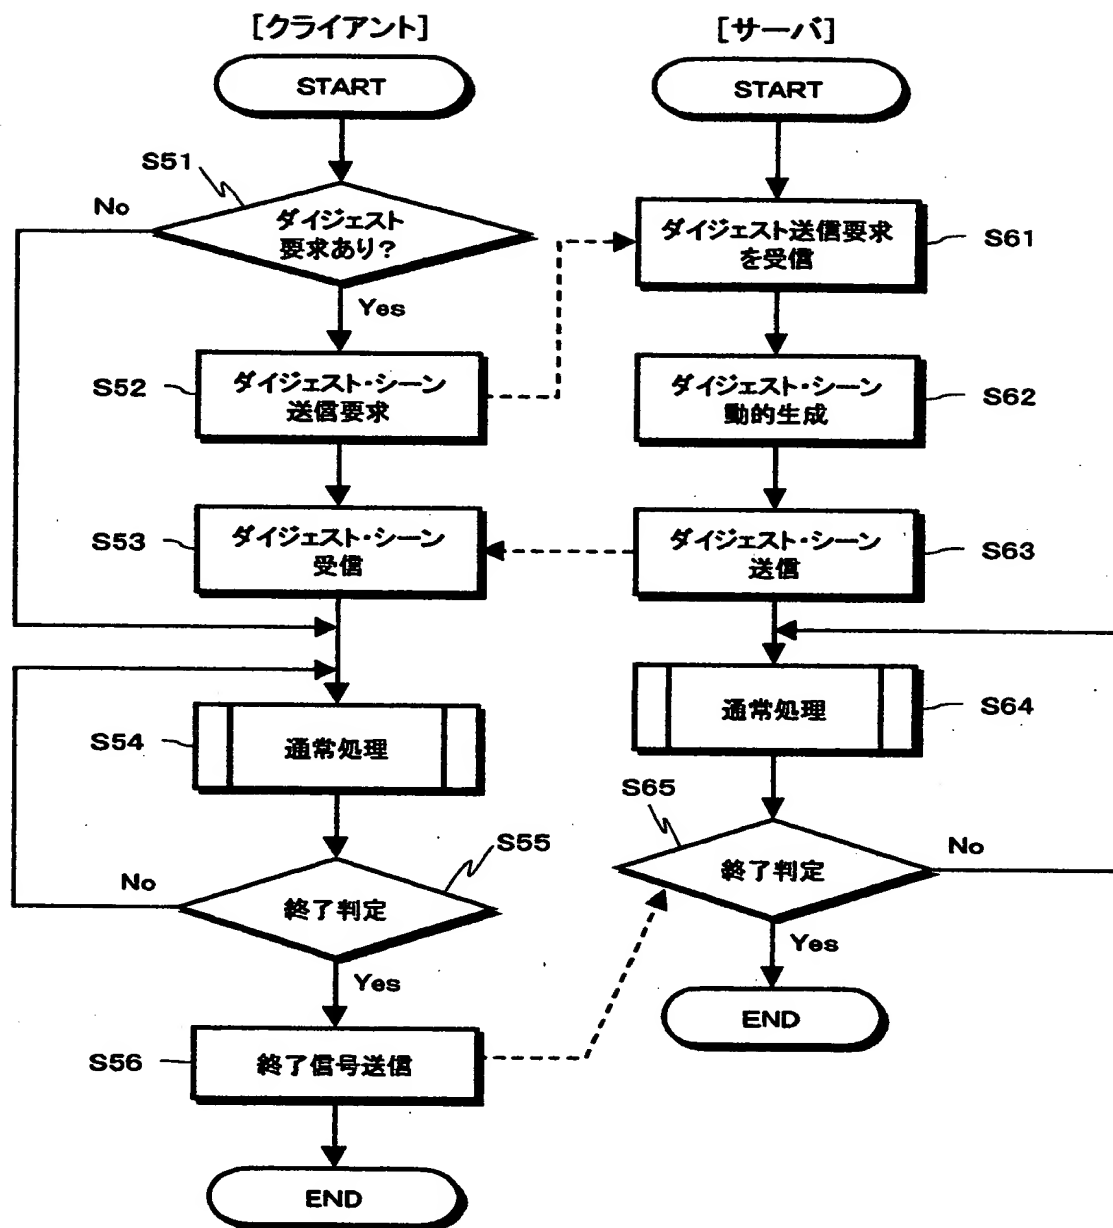 [クライアント]
START
S51
No
ダイジェスト
要求あり?
Yes
S52
ダイジェスト・シーン
送信要求
S53
ダイジェスト・シーン
受信
S54
通常処理
S55
No
終了判定
Yes
S56
終了信号送信
END
[サーバ]
START
ダイジェスト送信要求
を受信
S61
ダイジェスト・シーン
動的生成
S62
ダイジェスト・シーン
送信
S63
通常処理
S64
S65
終了判定
No
Yes
END